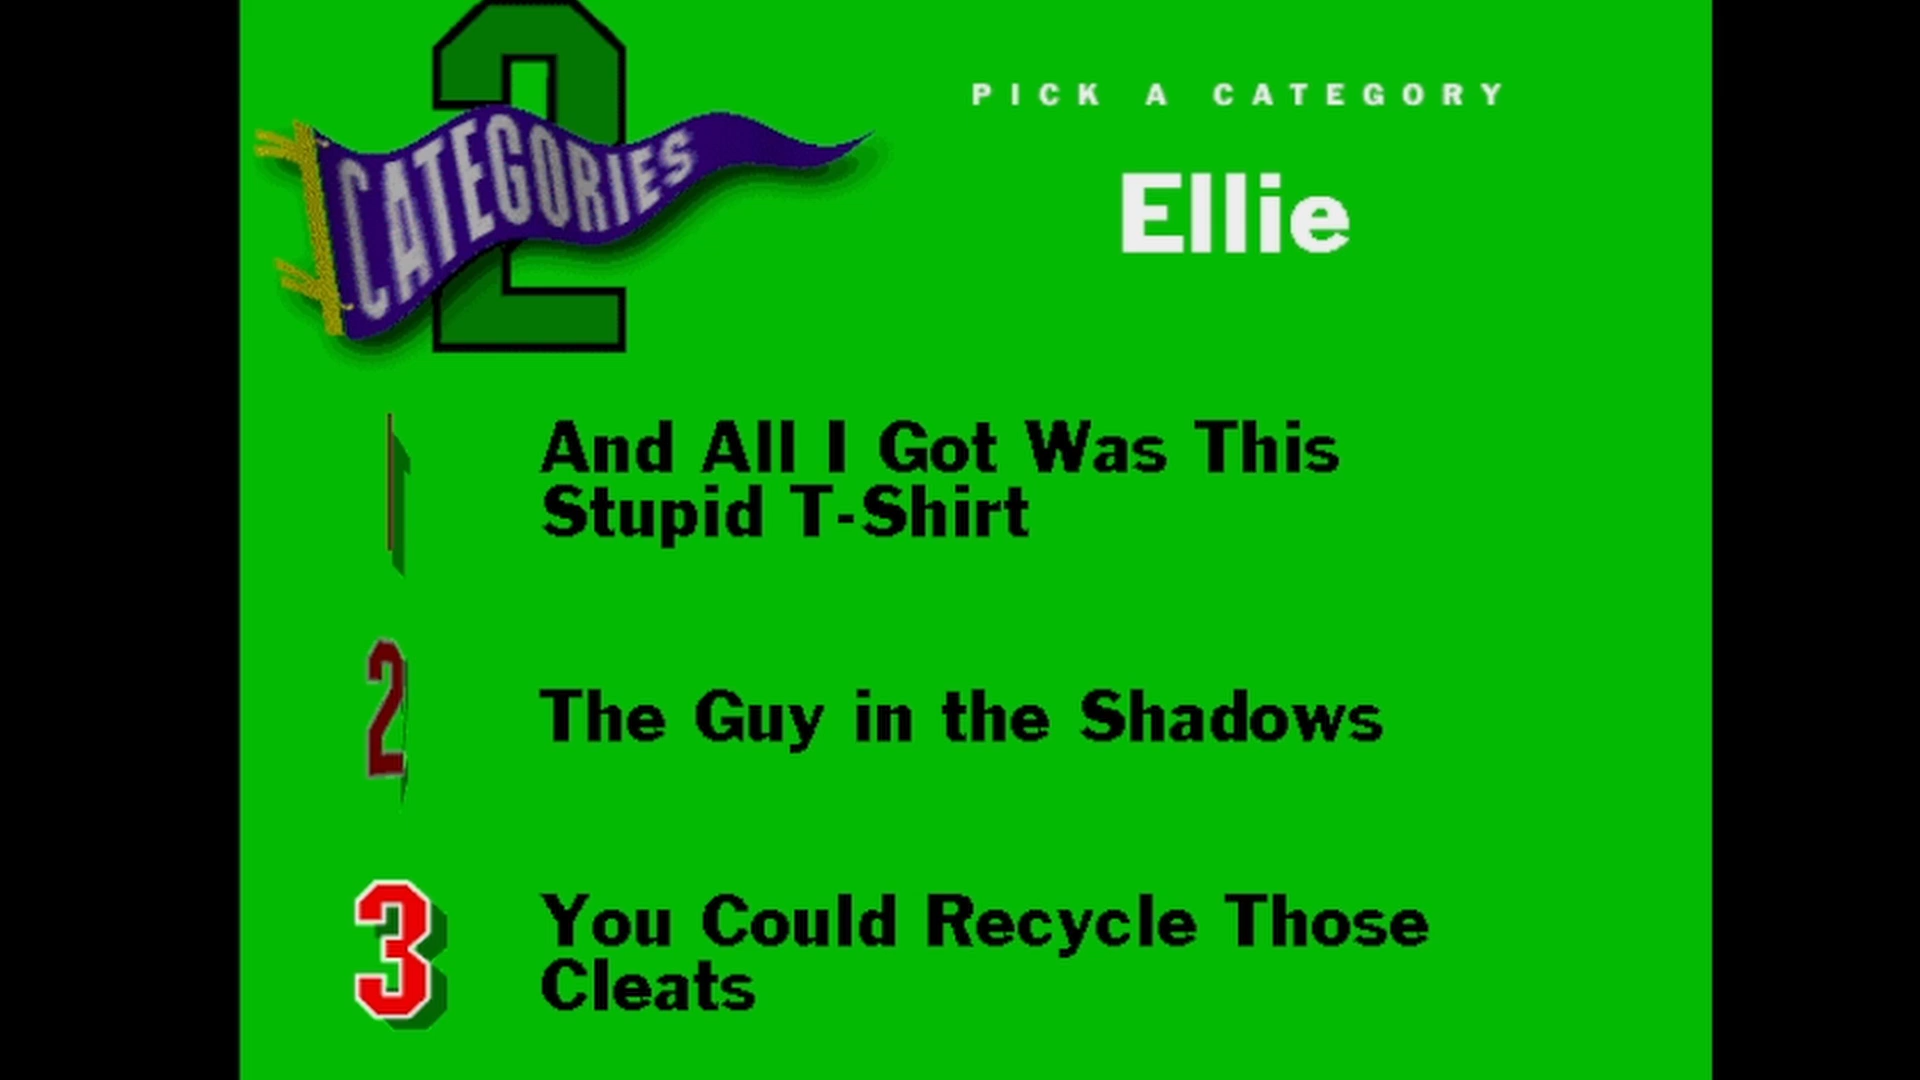 2
CATEGORIES
PICK A CATEGORY
Ellie
1
And All I Got Was This
Stupid T-Shirt
2
The Guy in the Shadows
3
You Could Recycle Those
Cleats